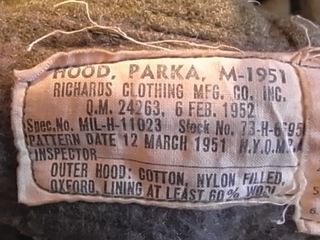 HOOD, PARKA, M-1951
RICHARDS CLOTHING MFG. CO. INC.
Q.M. 24263, 6 FEB. 1952
Spec.No. MIL-H-11023 Stock No.
PATTERN DATE 12 MARCH 1951 N.Y.Q.M.P.A
INSPECTOR
OUTER HOOD: COTTON, NYLON FILLED,
OXFORD, LINING AT LEAST 60% WOOL